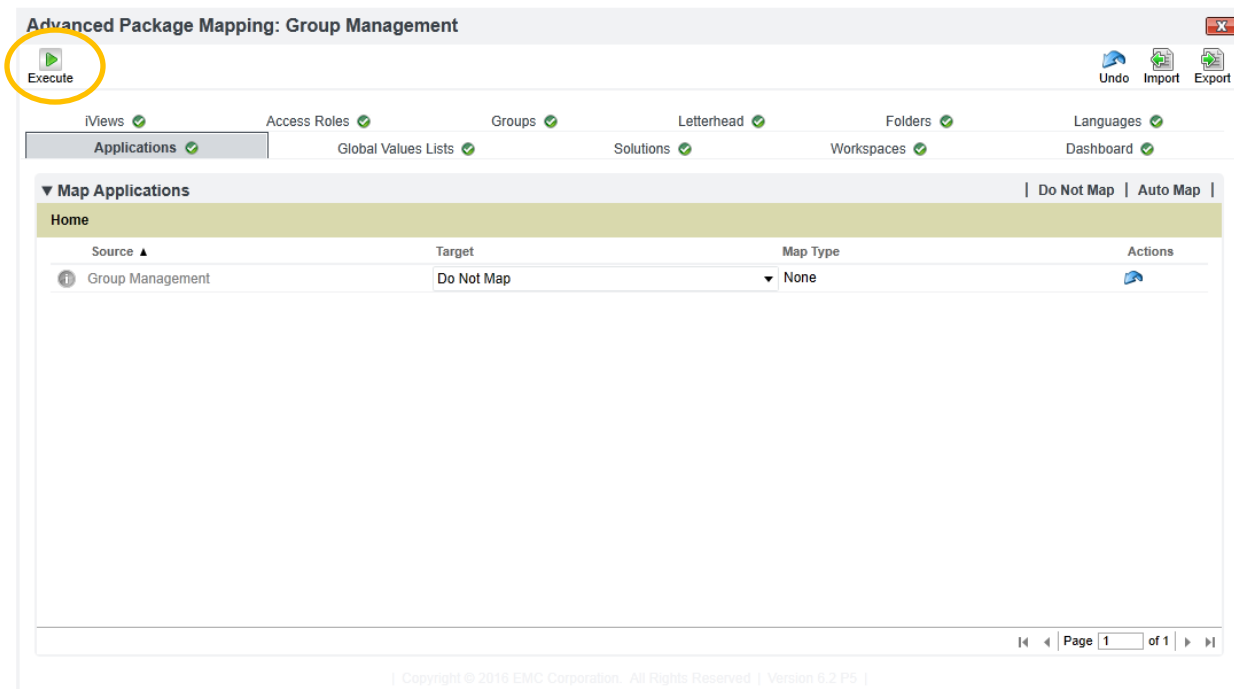 Advanced Package Mapping: Group Management
X
Execute
Undo Import Export
iViews Access Roles Groups Letterhead Folders Languages
Applications Global Values Lists Solutions Workspaces Dashboard
▼ Map Applications | Do Not Map | Auto Map |
Home
Source ▲ Target Map Type Actions
Group Management Do Not Map None
Page 1 of 1
| Copyright © 2016 EMC Corporation. All Rights Reserved | Version 6.2 P5 |